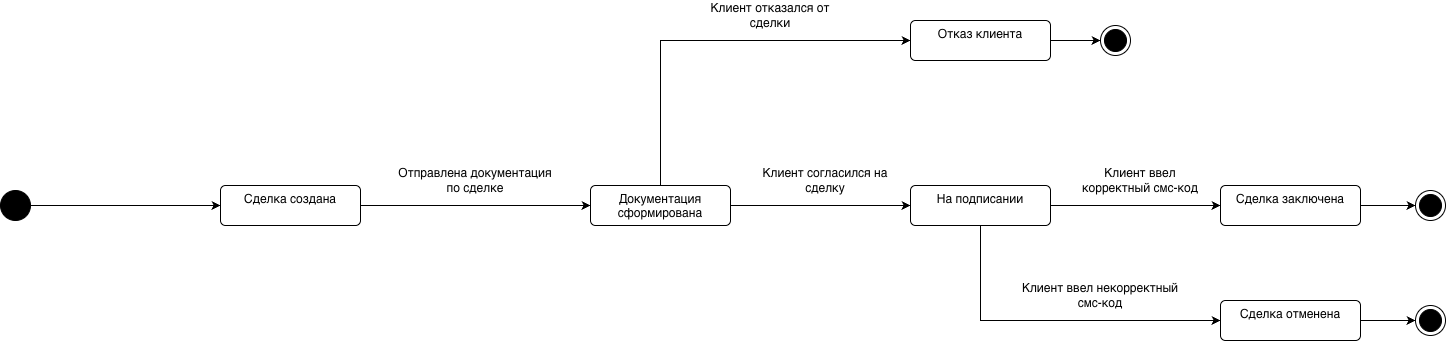 Клиент отказался от
сделки
Отказ клиента
Отправлена документация
по сделке
Клиент согласился на
сделку
Клиент ввел
корректный смс-код
Сделка создана
Документация
сформирована
На подписании
Сделка заключена
Клиент ввел некорректный
смс-код
Сделка отменена